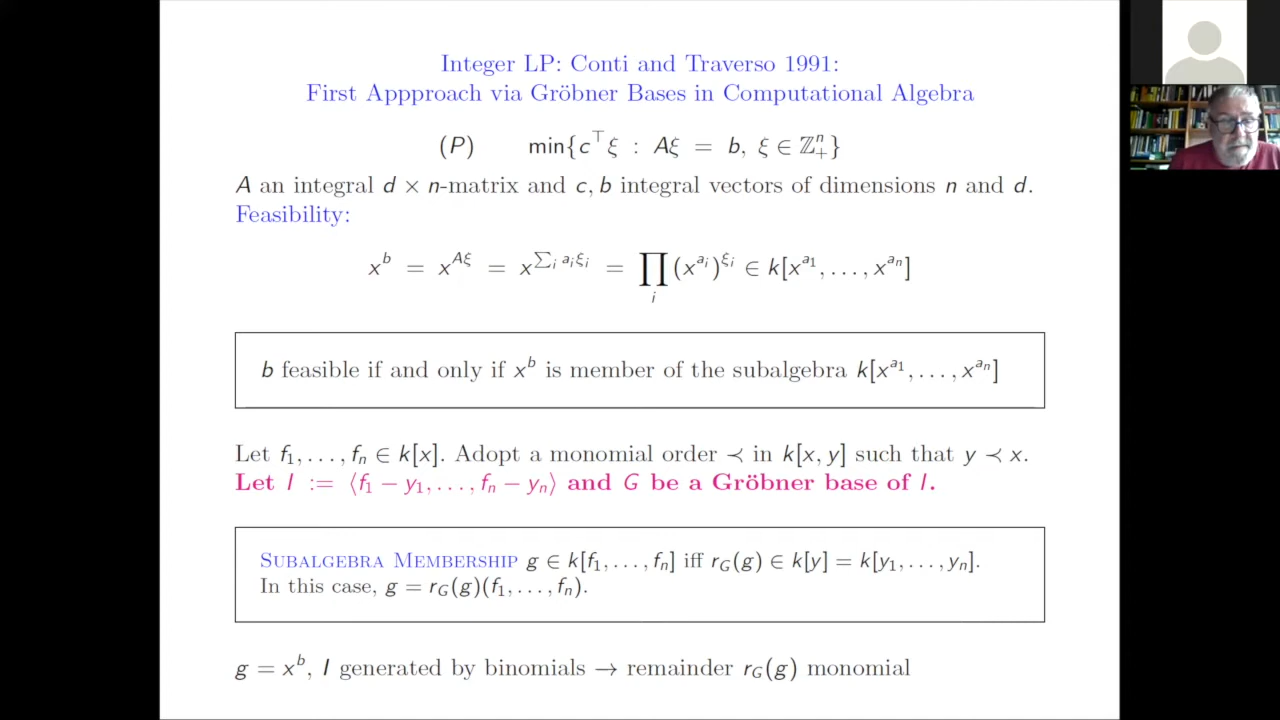 Integer LP: Conti and Traverso 1991:
First Appproach via Gröbner Bases in Computational Algebra
(P) min{c⊤ξ : Aξ = b, ξ ∈ ℤⁿ₊}
A an integral d × n-matrix and c, b integral vectors of dimensions n and d.
Feasibility:
x^b = x^{Aξ} = x^{∑_i a_i ξ_i} = ∏_i (x^{a_i})^{ξ_i} ∈ k[x^{a_1}, . . . , x^{a_n}]
b feasible if and only if x^b is member of the subalgebra k[x^{a_1}, . . . , x^{a_n}]
Let f_1, . . . , f_n ∈ k[x]. Adopt a monomial order ≺ in k[x, y] such that y ≺ x.
Let I := ⟨f_1 − y_1, . . . , f_n − y_n⟩ and G be a Gröbner base of I.
Subalgebra Membership g ∈ k[f_1, . . . , f_n] iff r_G(g) ∈ k[y] = k[y_1, . . . , y_n].
In this case, g = r_G(g)(f_1, . . . , f_n).
g = x^b, I generated by binomials → remainder r_G(g) monomial